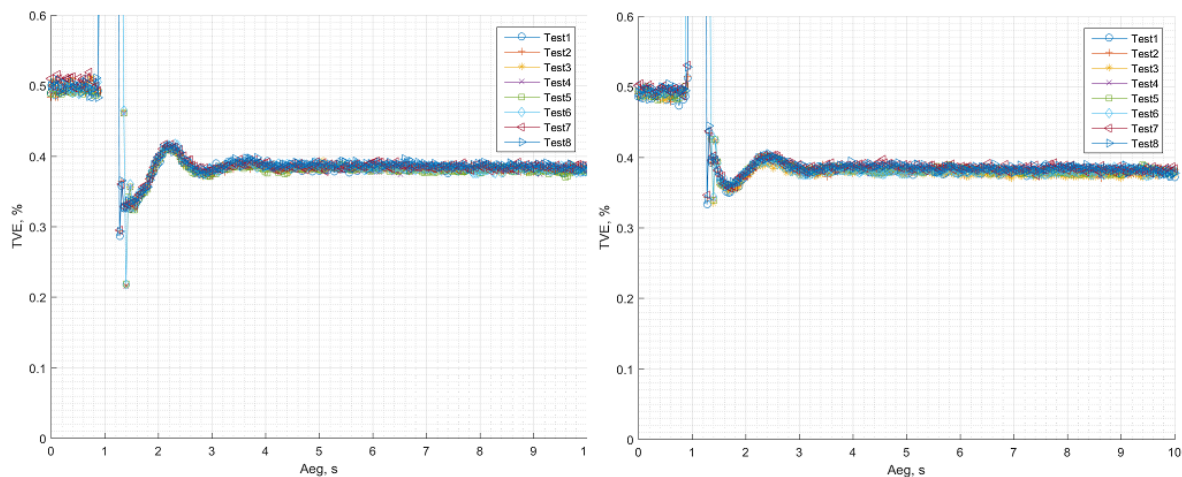 0.6
0.5
0.4
0.3
0.2
0.1
0
TVE, %
0 1 2 3 4 5 6 7 8 9 1
Aeg, s
Test1
Test2
Test3
Test4
Test5
Test6
Test7
Test8
0.6
0.5
0.4
0.3
0.2
0.1
0
TVE, %
0 1 2 3 4 5 6 7 8 9 10
Aeg, s
Test1
Test2
Test3
Test4
Test5
Test6
Test7
Test8